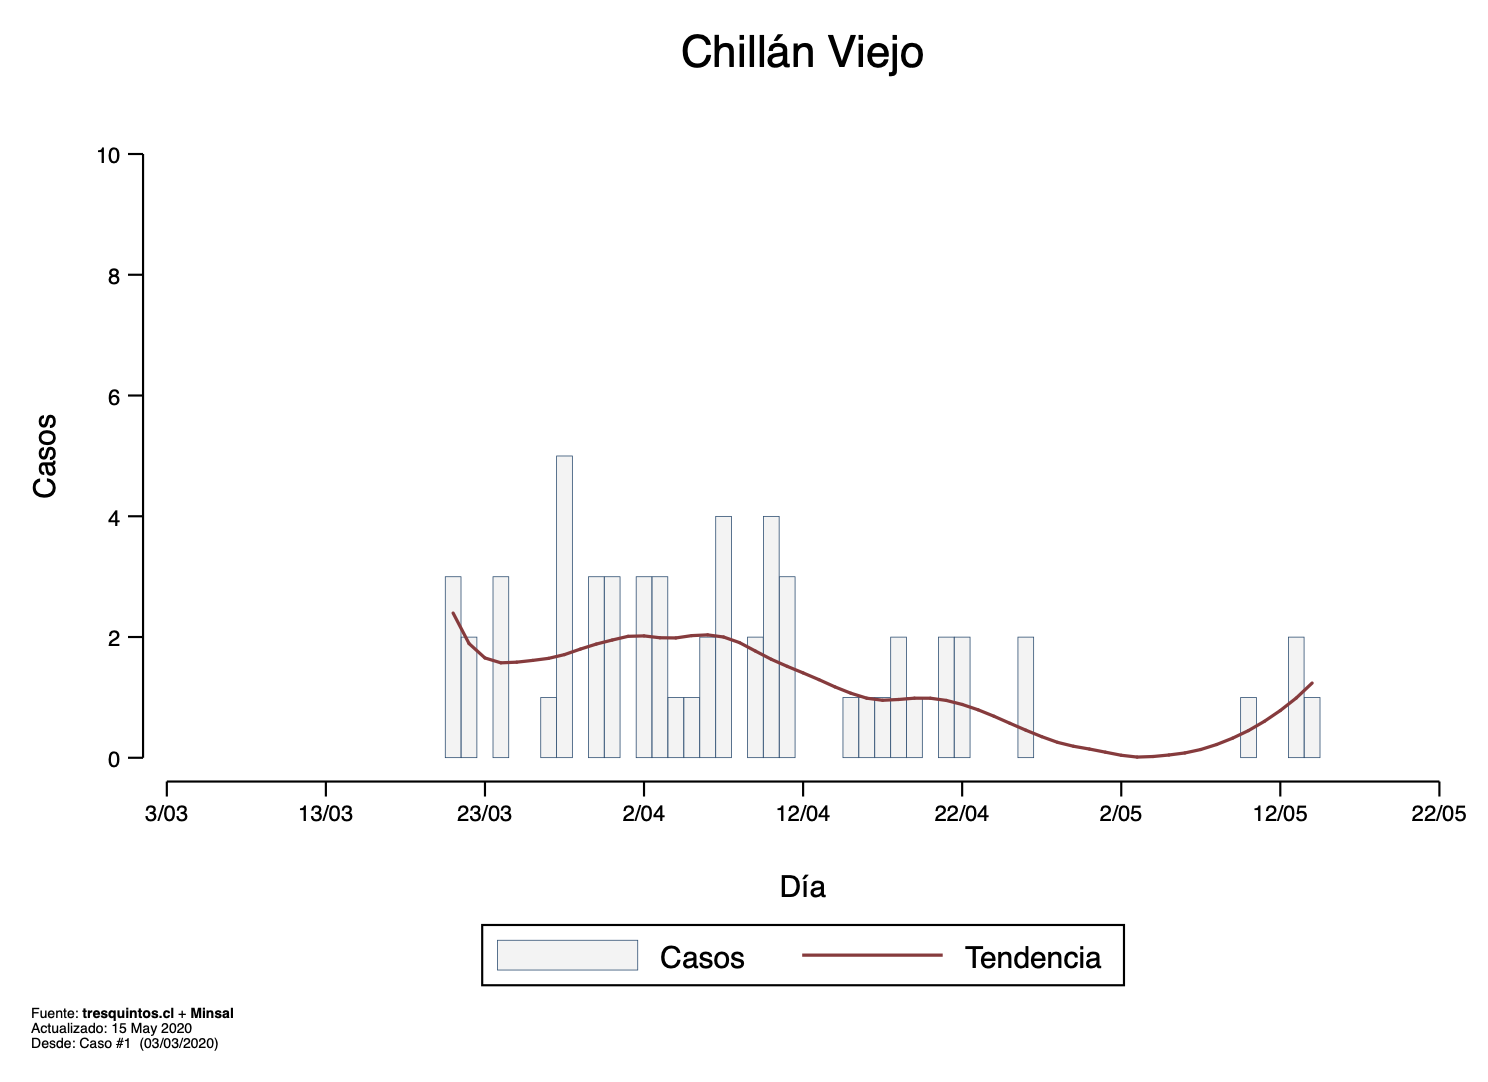 Chillán Viejo
10
8
6
4
2
0
Casos
3/03 13/03 23/03 2/04 12/04 22/04 2/05 12/05 22/05
Día
Casos Tendencia
Fuente: tresquintos.cl + Minsal
Actualizado: 15 May 2020
Desde: Caso #1 (03/03/2020)